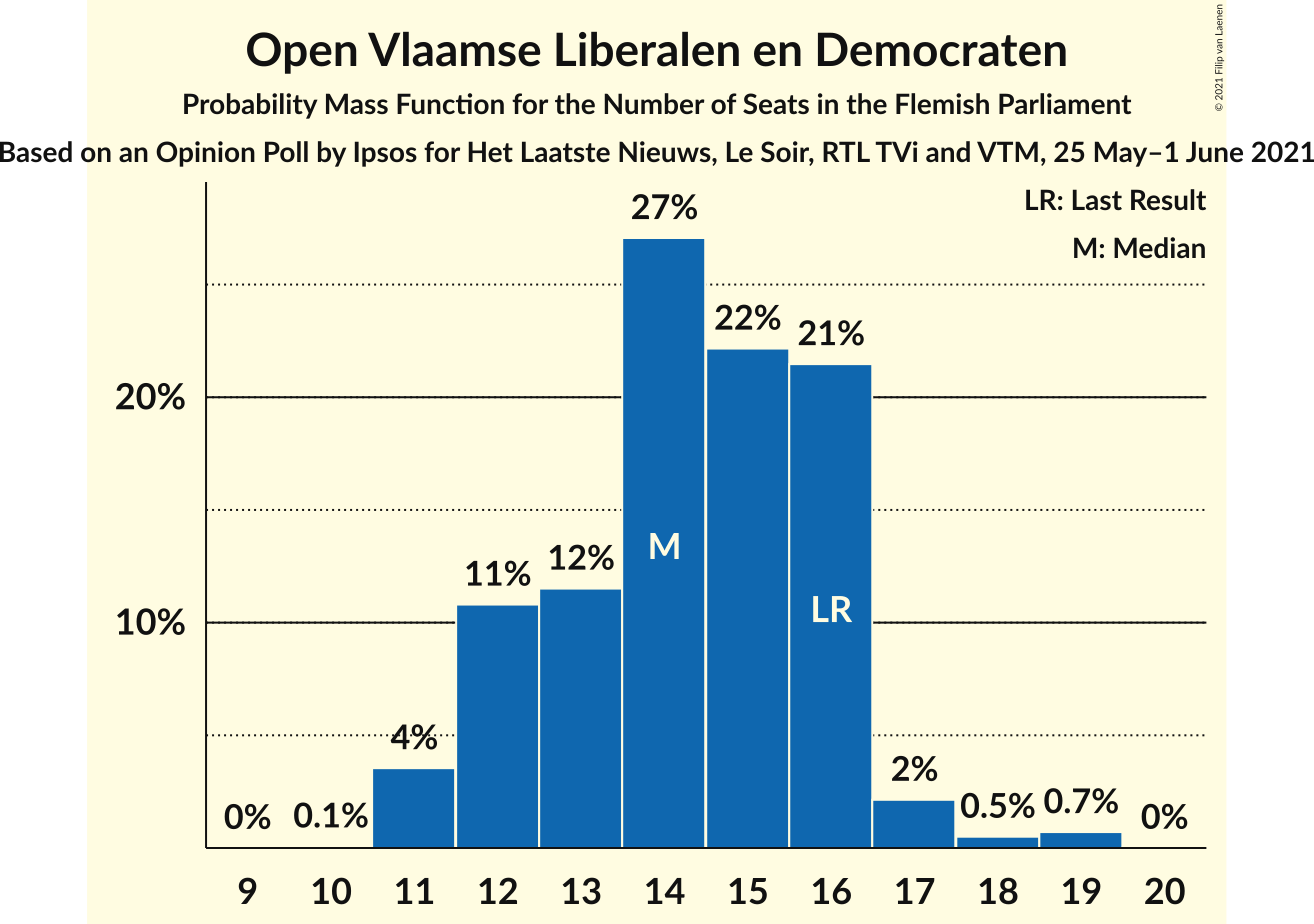 Open Vlaamse Liberalen en Democraten
Probability Mass Function for the Number of Seats in the Flemish Parliament
Based on an Opinion Poll by Ipsos for Het Laatste Nieuws, Le Soir, RTL TVi and VTM, 25 May–1 June 2021
© 2021 Filip van Laenen
LR: Last Result
M: Median
27%
22%
21%
20%
12%
11%
M
LR
10%
4%
2%
0%
0.1%
0.5%
0.7%
0%
9 10 11 12 13 14 15 16 17 18 19 20